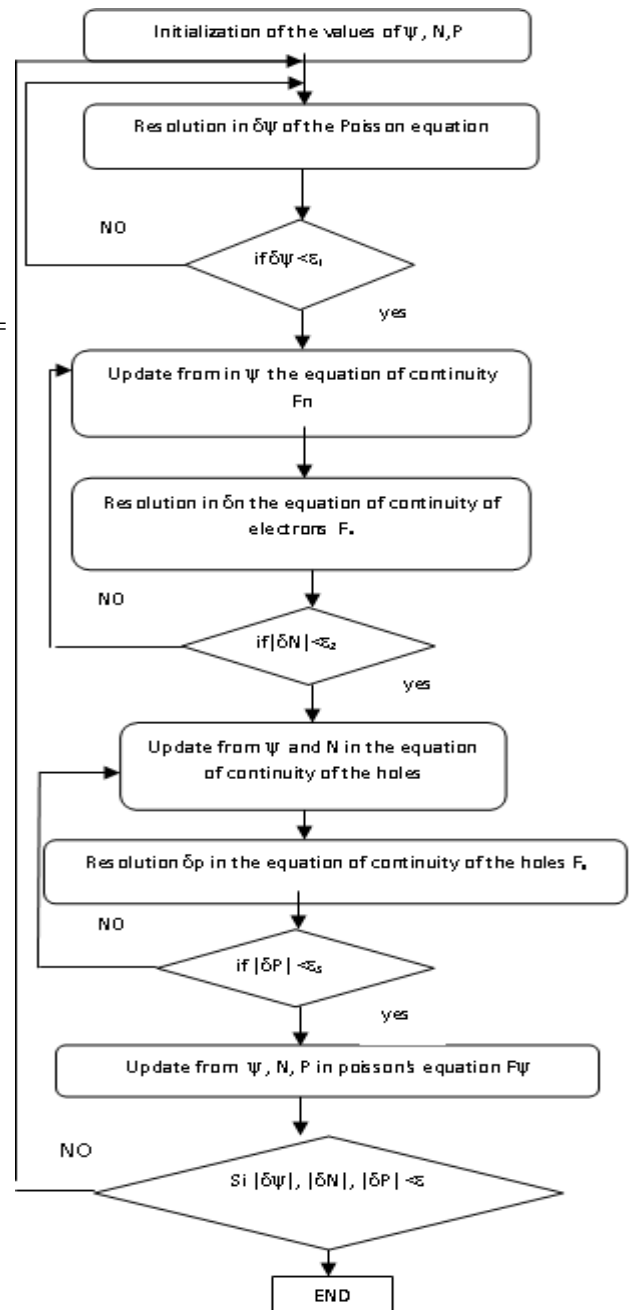 Initialization of the values of Ψ, N,P
Resolution in δψ of the Poisson equation
NO
if δψ <ε₁
yes
=
Update from in Ψ the equation of continuity
Fn
Resolution in δn the equation of continuity of
electrons F
NO
if|δN|<ε₂
yes
Update from Ψ and N in the equation
of continuity of the holes
Resolution δp in the equation of continuity of the holes F
NO
if |δP| <ε
yes
Update from Ψ, N, P in poisson's equation FΨ
NO
Si |δψ|, |δN|, |δP| <ε
END